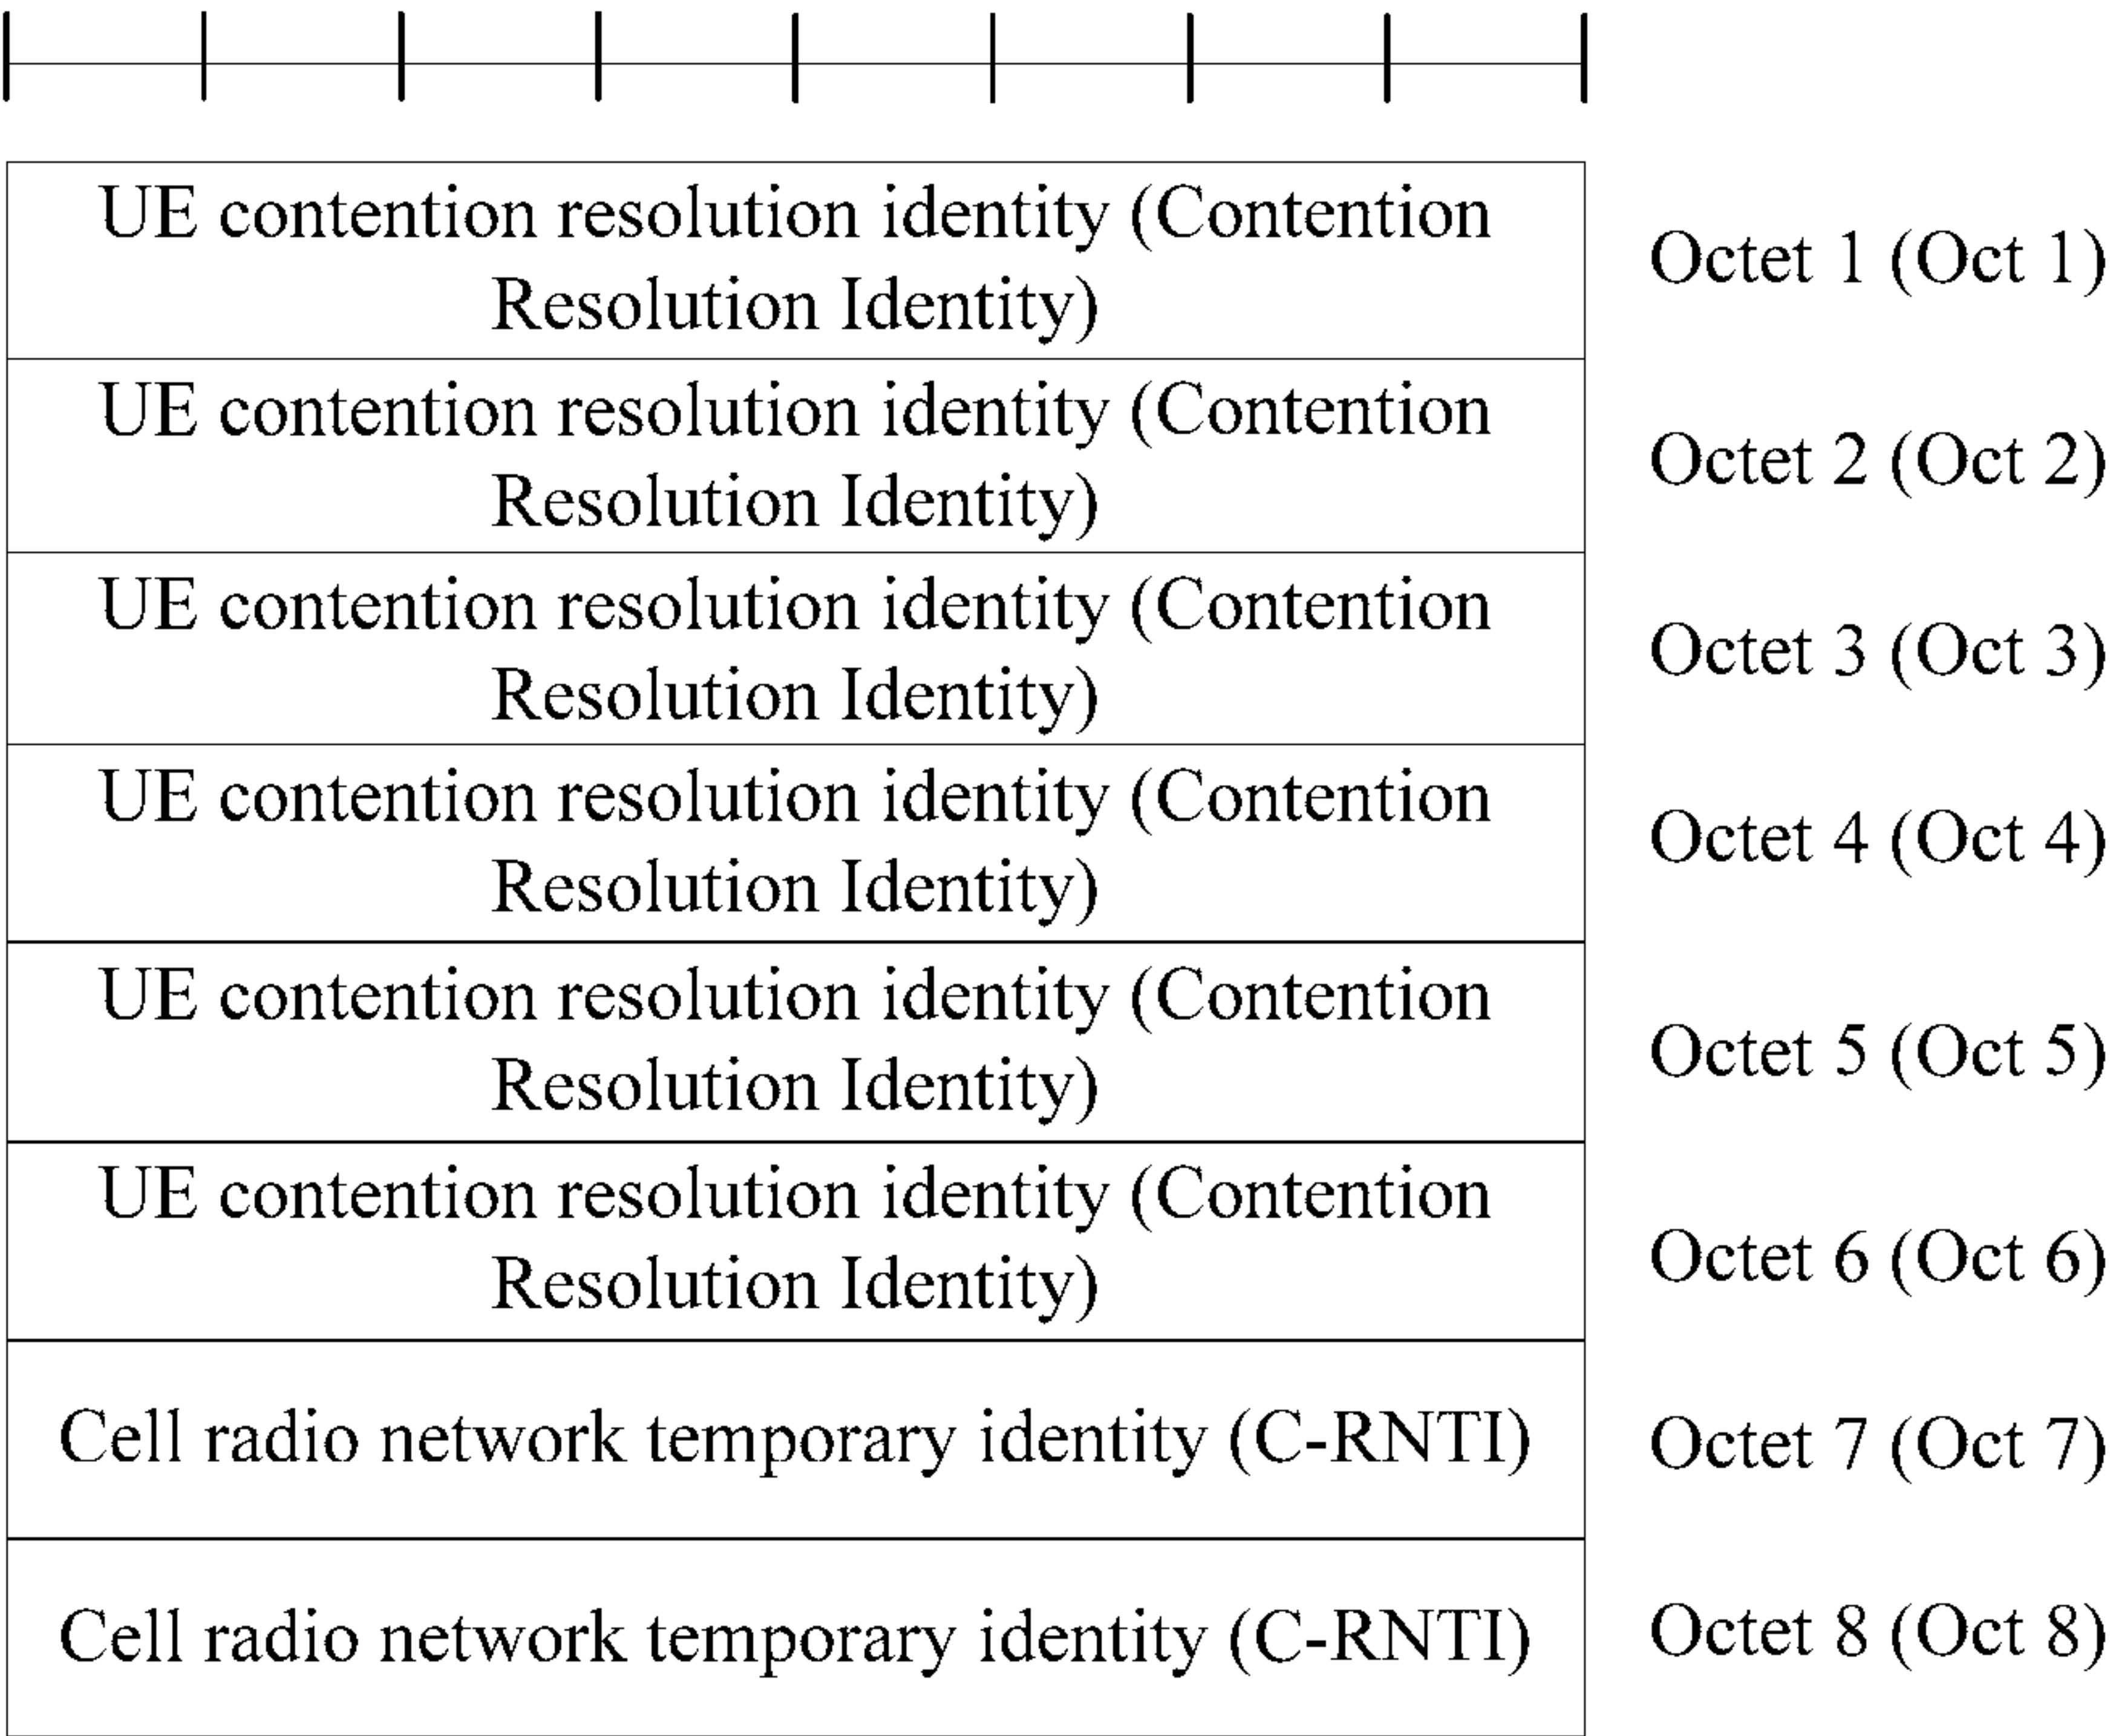 UE contention resolution identity (Contention
Resolution Identity)
Octet 1 (Oct 1)
UE contention resolution identity (Contention
Resolution Identity)
Octet 2 (Oct 2)
UE contention resolution identity (Contention
Resolution Identity)
Octet 3 (Oct 3)
UE contention resolution identity (Contention
Resolution Identity)
Octet 4 (Oct 4)
UE contention resolution identity (Contention
Resolution Identity)
Octet 5 (Oct 5)
UE contention resolution identity (Contention
Resolution Identity)
Octet 6 (Oct 6)
Cell radio network temporary identity (C-RNTI)
Octet 7 (Oct 7)
Cell radio network temporary identity (C-RNTI)
Octet 8 (Oct 8)